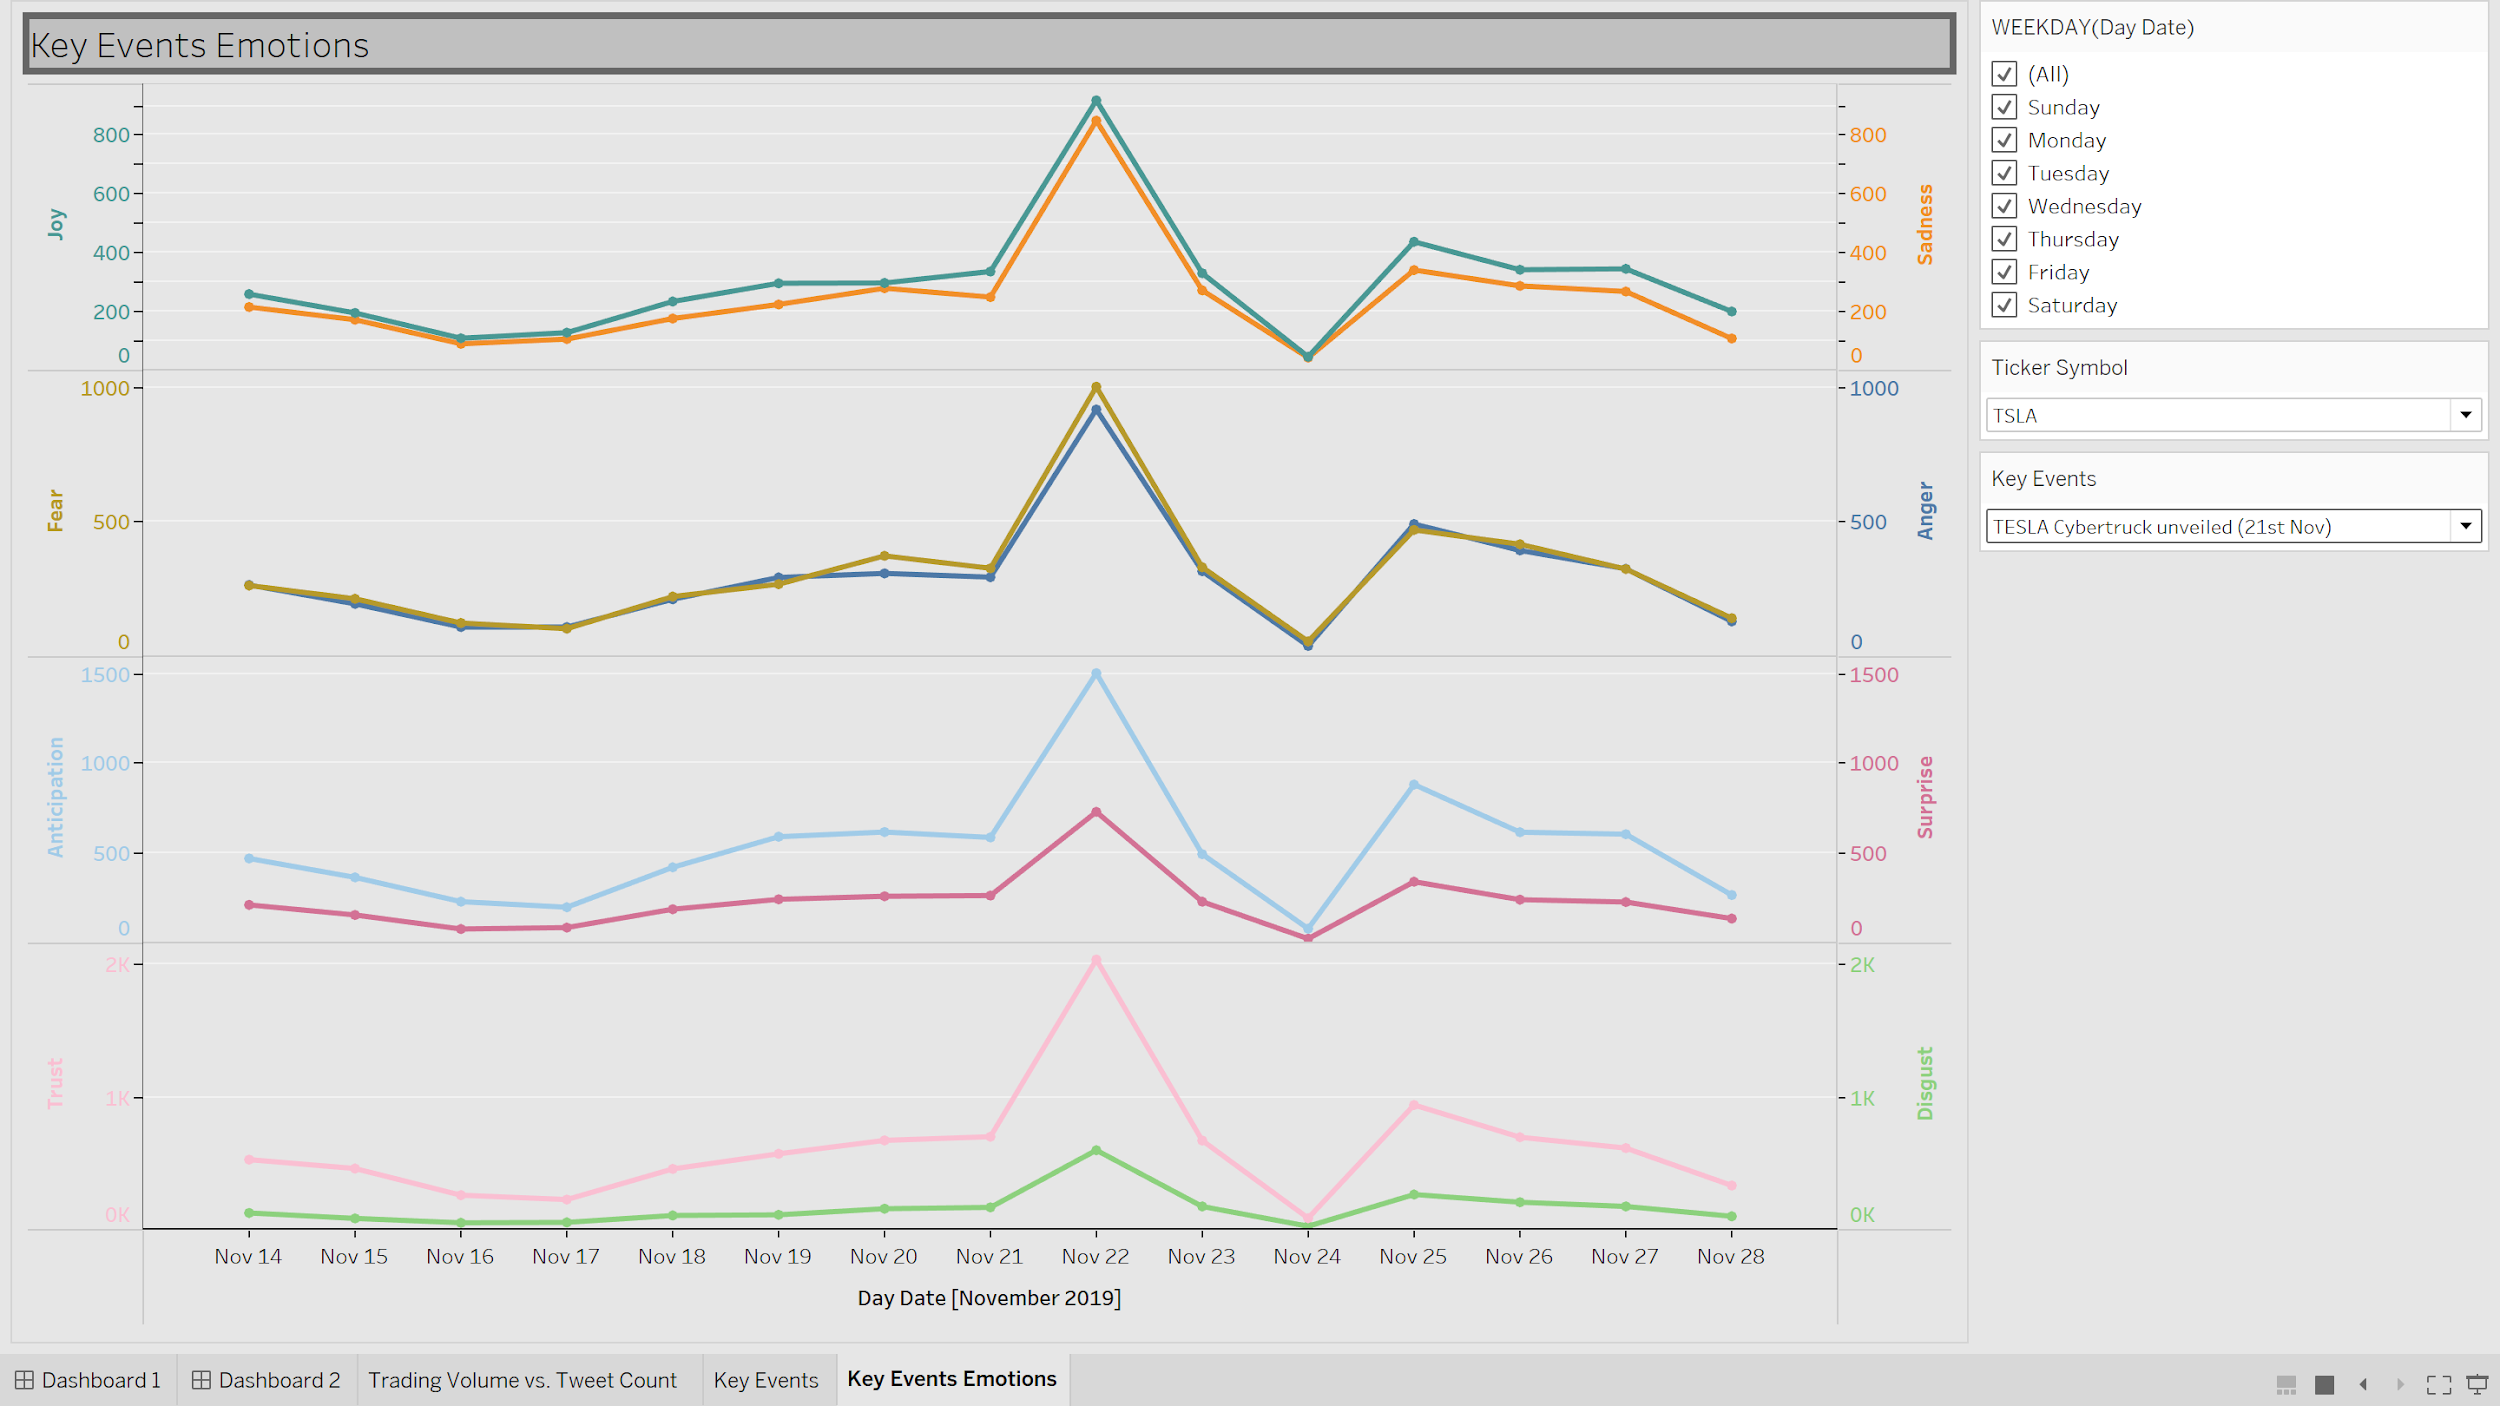 Key Events Emotions
Joy
800
600
400
200
0
Sadness
800
600
400
200
0
Fear
1000
500
0
Anger
1000
500
0
Anticipation
1500
1000
500
0
Surprise
1500
1000
500
0
Trust
2K
1K
0K
Disgust
2K
1K
0K
Nov 14 Nov 15 Nov 16 Nov 17 Nov 18 Nov 19 Nov 20 Nov 21 Nov 22 Nov 23 Nov 24 Nov 25 Nov 26 Nov 27 Nov 28
Day Date [November 2019]
WEEKDAY(Day Date)
(All)
Sunday
Monday
Tuesday
Wednesday
Thursday
Friday
Saturday
Ticker Symbol
TSLA
Key Events
TESLA Cybertruck unveiled (21st Nov)
Dashboard 1 Dashboard 2 Trading Volume vs. Tweet Count Key Events Key Events Emotions